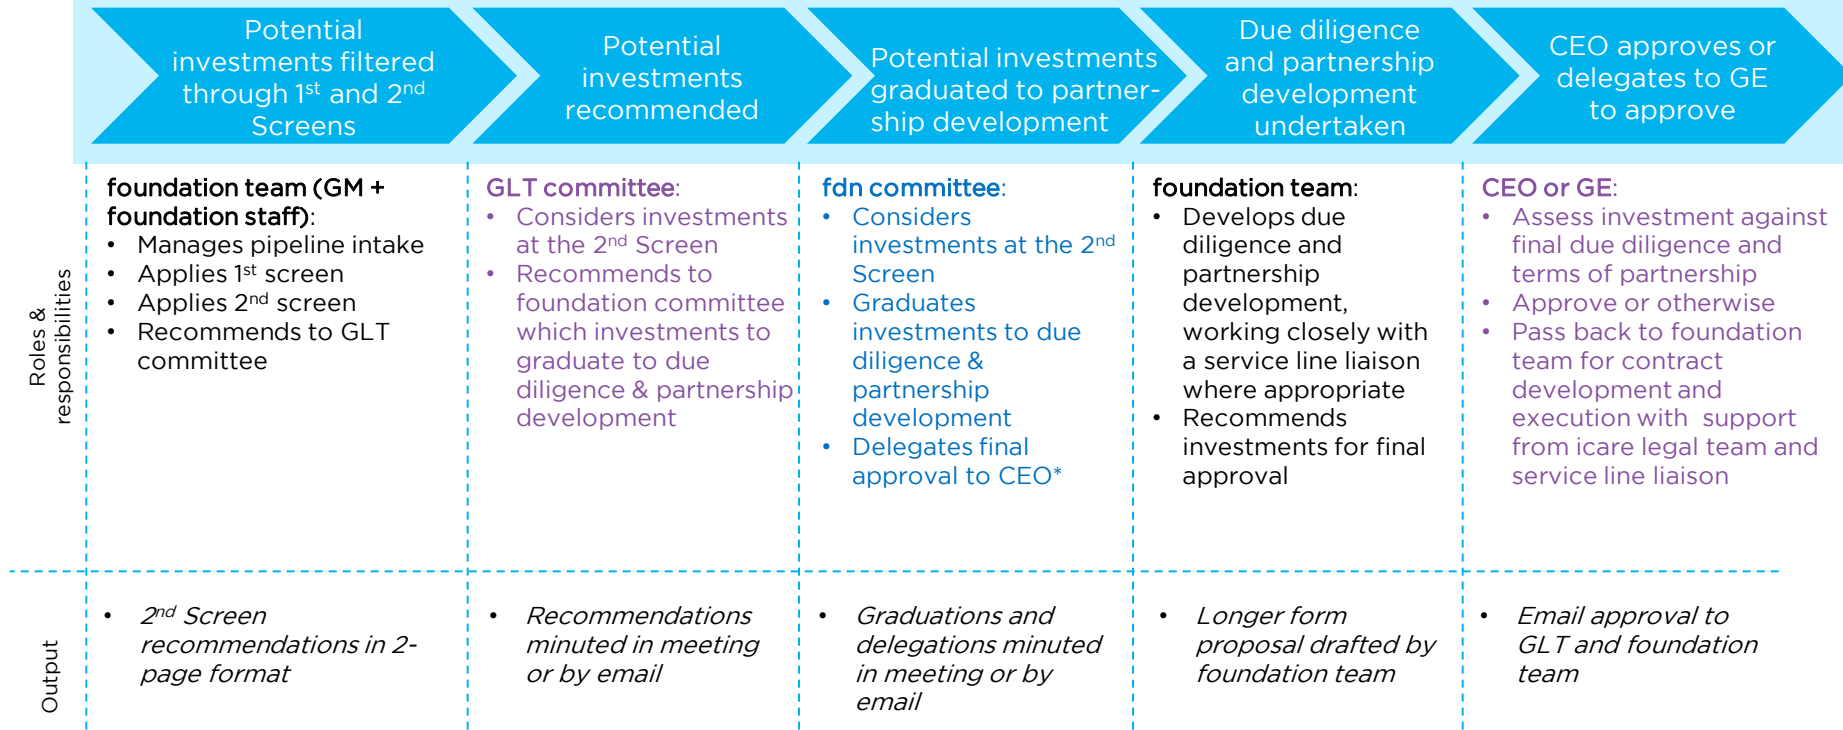 Potential
investments filtered
through 1st and 2nd
Screens
Potential
investments
recommended
Potential investments
graduated to partner-
ship development
Due diligence
and partnership
development
undertaken
CEO approves or
delegates to GE
to approve
Roles &
responsibilities
foundation team (GM +
foundation staff):
• Manages pipeline intake
• Applies 1st screen
• Applies 2nd screen
• Recommends to GLT
committee
GLT committee:
• Considers investments
at the 2nd Screen
• Recommends to
foundation committee
which investments to
graduate to due
diligence & partnership
development
fdn committee:
• Considers
investments at the 2nd
Screen
• Graduates
investments to due
diligence &
partnership
development
• Delegates final
approval to CEO*
foundation team:
• Develops due
diligence and
partnership
development,
working closely with
a service line liaison
where appropriate
• Recommends
investments for final
approval
CEO or GE:
• Assess investment against
final due diligence and
terms of partnership
• Approve or otherwise
• Pass back to foundation
team for contract
development and
execution with support
from icare legal team and
service line liaison
Output
• 2nd Screen
recommendations in 2-
page format
• Recommendations
minuted in meeting
or by email
• Graduations and
delegations minuted
in meeting or by
email
• Longer form
proposal drafted by
foundation team
• Email approval to
GLT and foundation
team